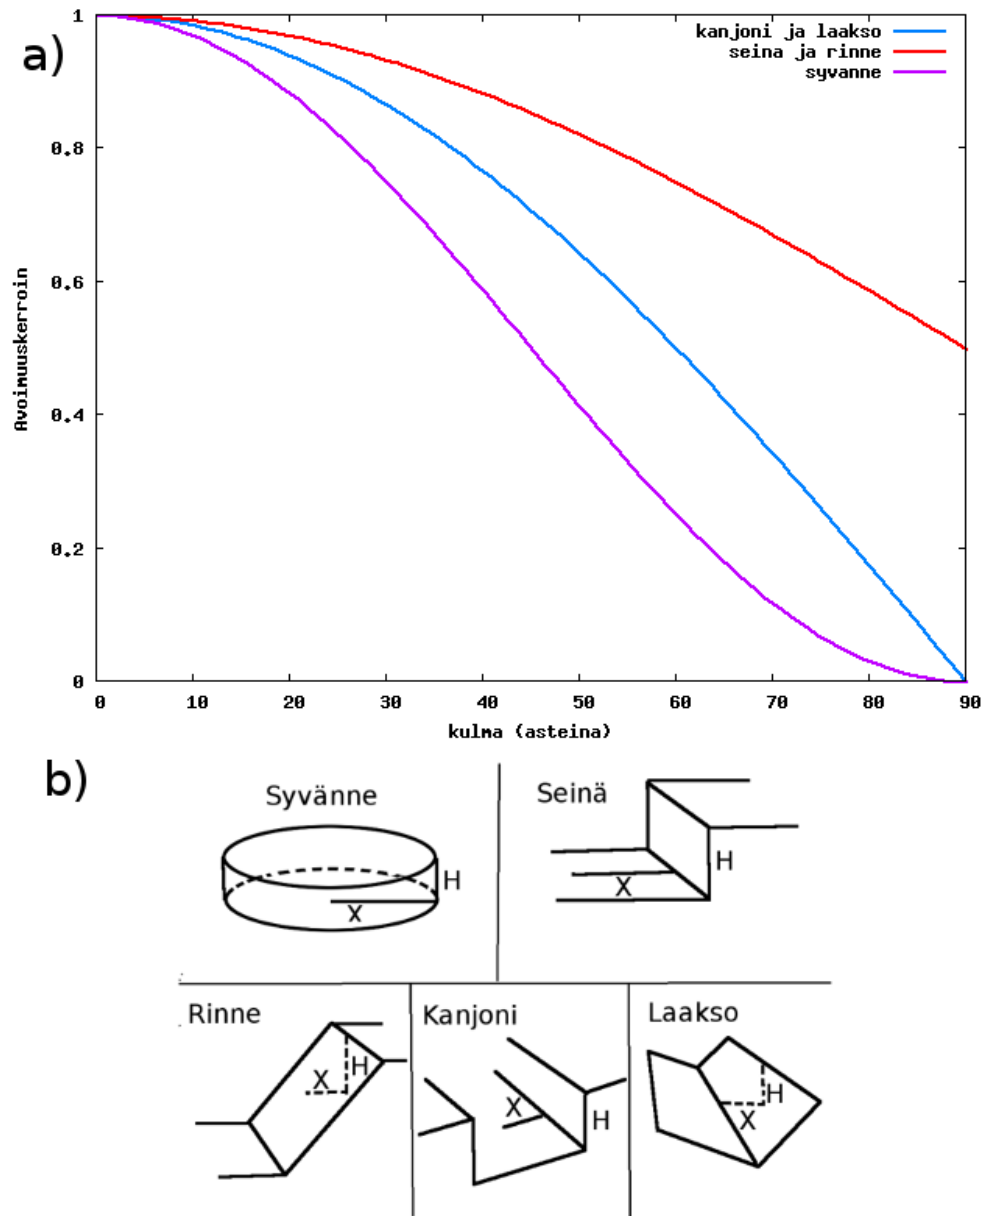 a)
kanjoni ja laakso
seina ja rinne
syvanne
1
0.8
0.6
0.4
0.2
0
Avoimuuskerroin
0 10 20 30 40 50 60 70 80 90
kulma (asteina)
b)
Syvänne
H
X
Seinä
H
X
Rinne
X
H
Kanjoni
X
H
Laakso
H
X